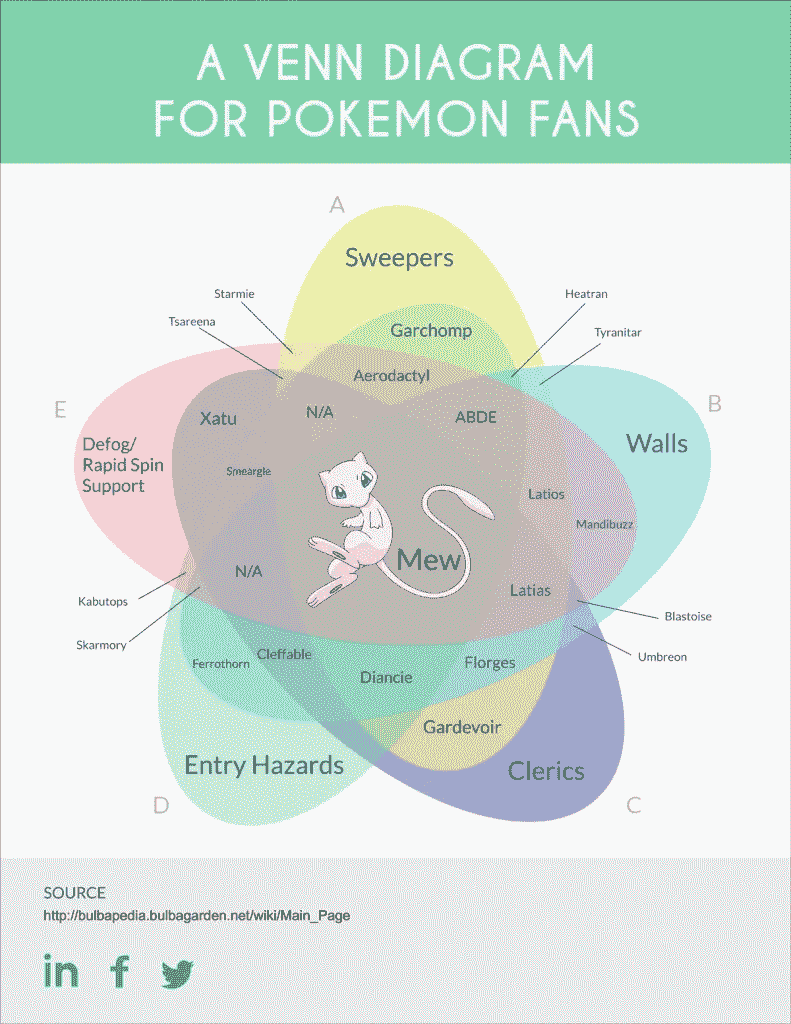 A VENN DIAGRAM
FOR POKEMON FANS
A
Sweepers
Starmie
Heatran
Tsareena
Garchomp
Tyranitar
Aerodactyl
E
B
Xatu
N/A
ABDE
Defog/
Rapid Spin
Support
Walls
Smeargle
Latios
Mandibuzz
Mew
N/A
Latias
Kabutops
Blastoise
Skarmory
Ferrothorn
Cleffable
Diancie
Florges
Umbreon
Gardevoir
Entry Hazards
Clerics
D
C
SOURCE
http://bulbapedia.bulbagarden.net/wiki/Main_Page
in f